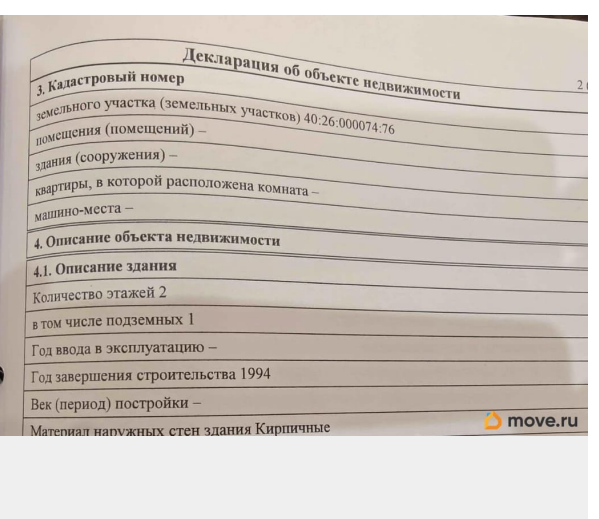 Декларация об объекте недвижимости
2
3. Кадастровый номер
земельного участка (земельных участков) 40:26:000074:76
помещения (помещений) –
здания (сооружения) –
квартиры, в которой расположена комната –
машино-места –
4. Описание объекта недвижимости
4.1. Описание здания
Количество этажей 2
в том числе подземных 1
Год ввода в эксплуатацию –
Год завершения строительства 1994
Век (период) постройки –
Материал наружных стен здания Кирпичные
move.ru